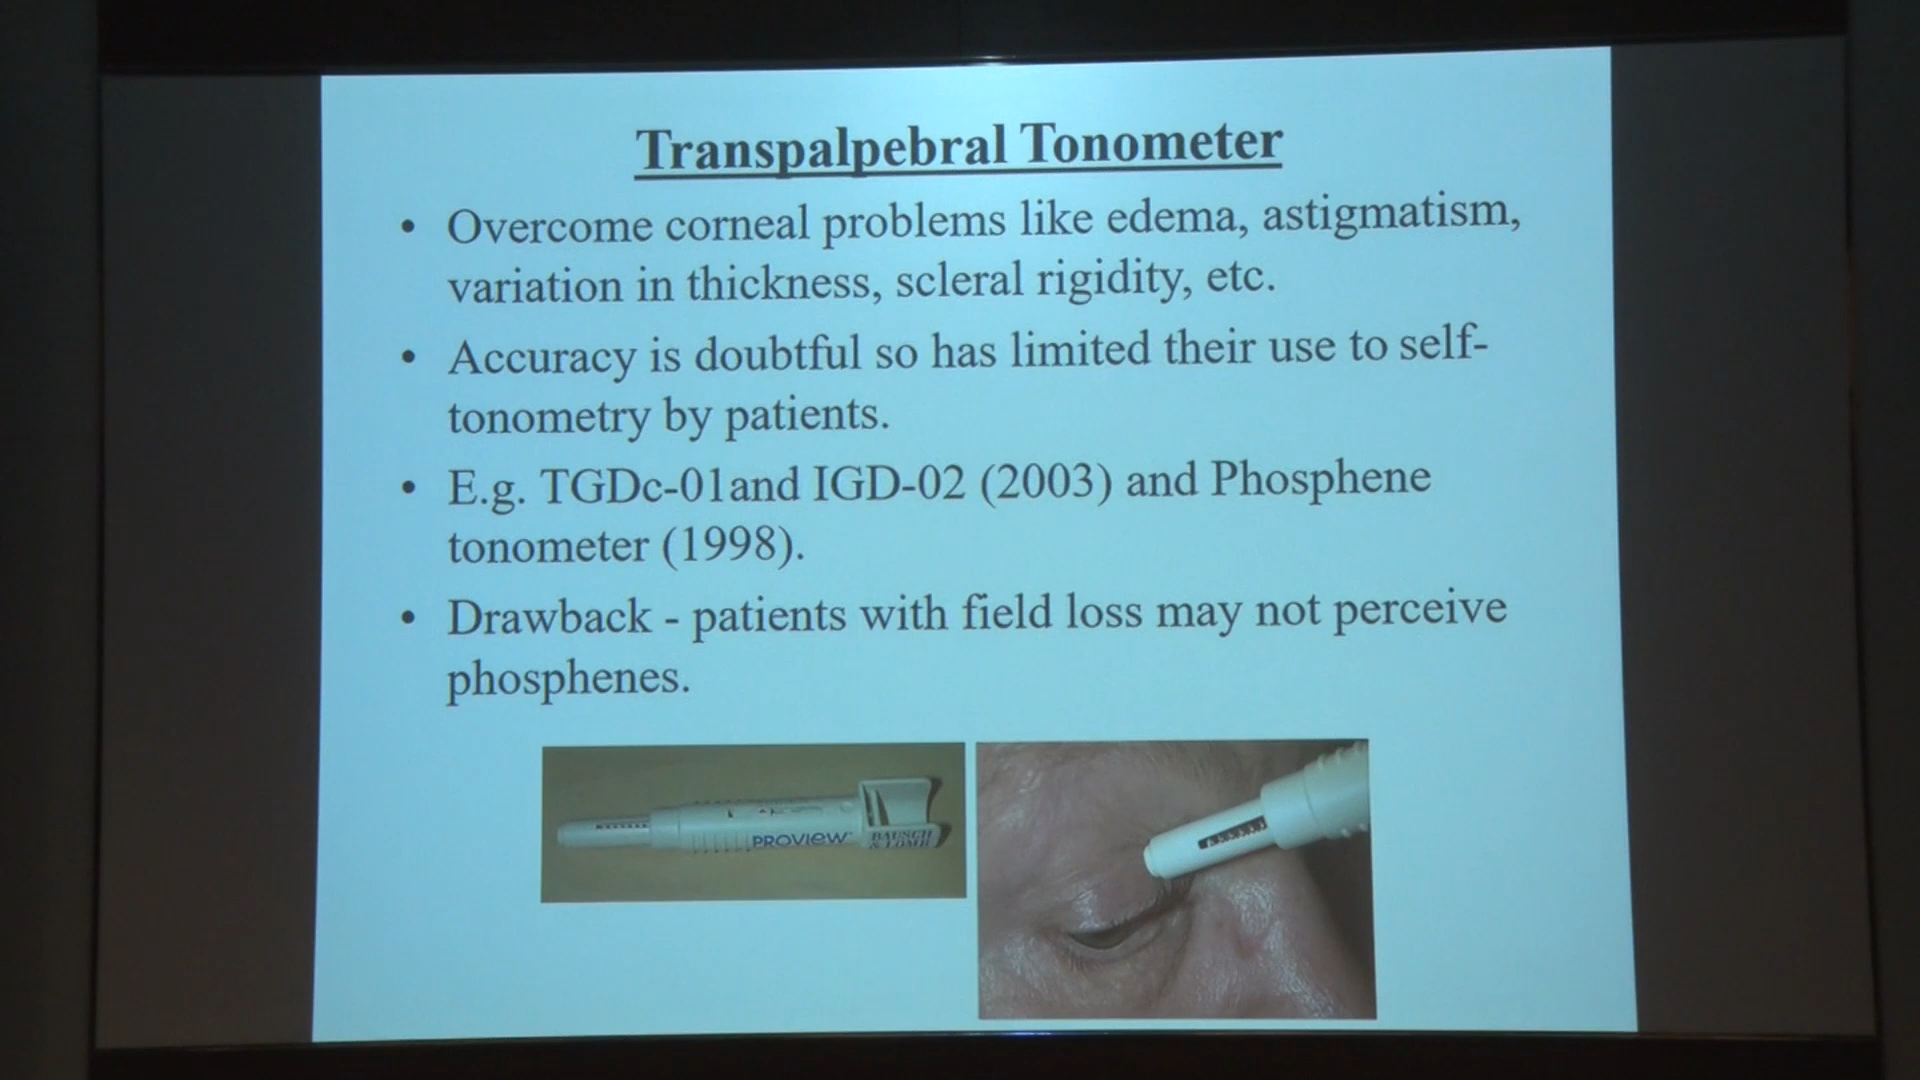 Transpalpebral Tonometer
• Overcome corneal problems like edema, astigmatism,
variation in thickness, scleral rigidity, etc.
• Accuracy is doubtful so has limited their use to self-
tonometry by patients.
• E.g. TGDc-01and IGD-02 (2003) and Phosphene
tonometer (1998).
• Drawback - patients with field loss may not perceive
phosphenes.
PROVIEW
BAUSCH
& LOMB